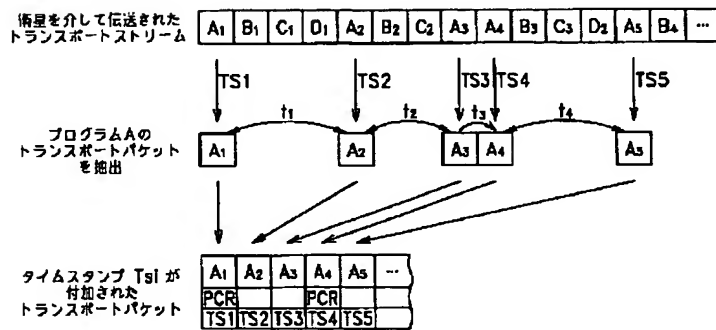 衛星を介して伝送された
トランスポートストリーム
A1 B1 C1 D1 A2 B2 C2 A3 A4 B3 C3 D2 A5 B4 …
TS1 TS2 TS3 TS4 TS5
t1 t2 t3 t4
プログラムAの
トランスポートパケット
を抽出
A1 A2 A3 A4 A5
タイムスタンプ Tsi が
付加された
トランスポートパケット
A1 A2 A3 A4 A5 …
PCR PCR
TS1 TS2 TS3 TS4 TS5